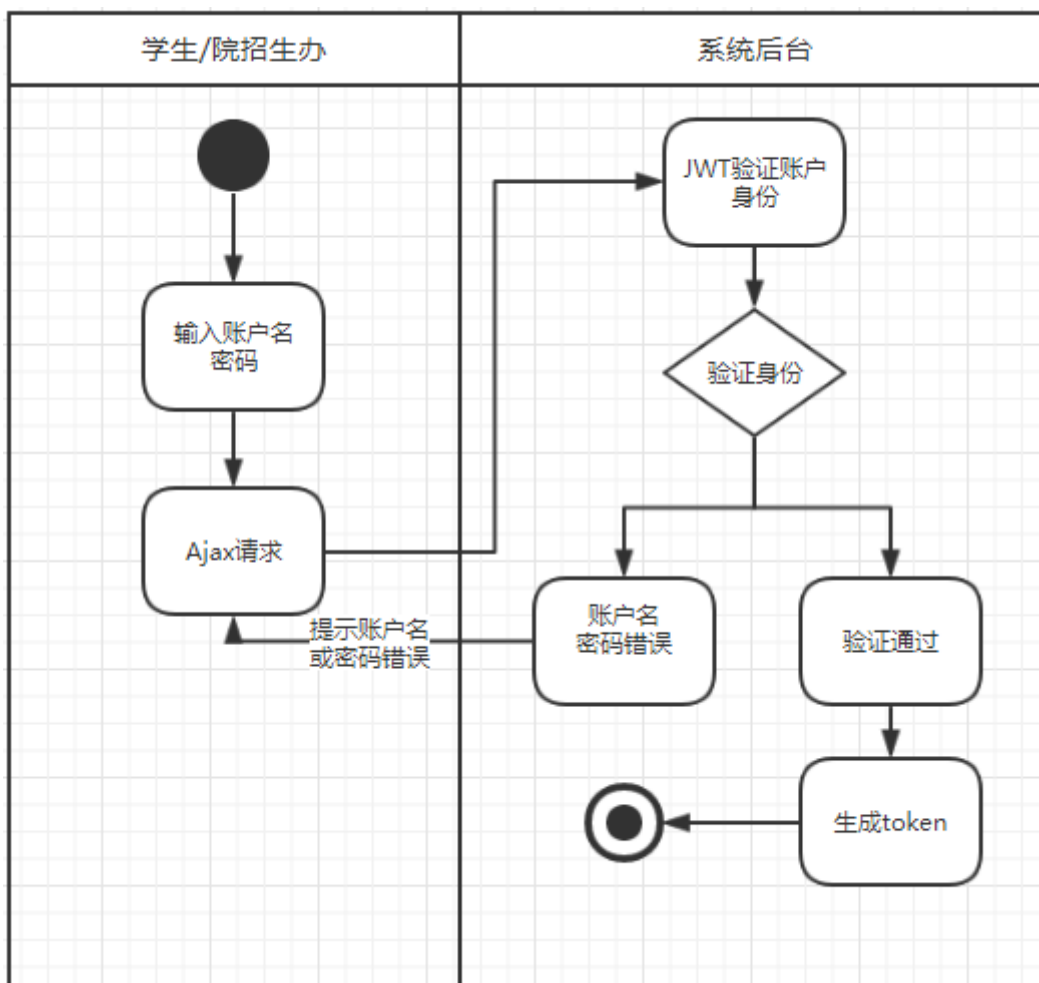 学生/院招生办
系统后台
JWT验证账户
身份
输入账户名
密码
验证身份
Ajax请求
提示账户名
或密码错误
账户名
密码错误
验证通过
生成token